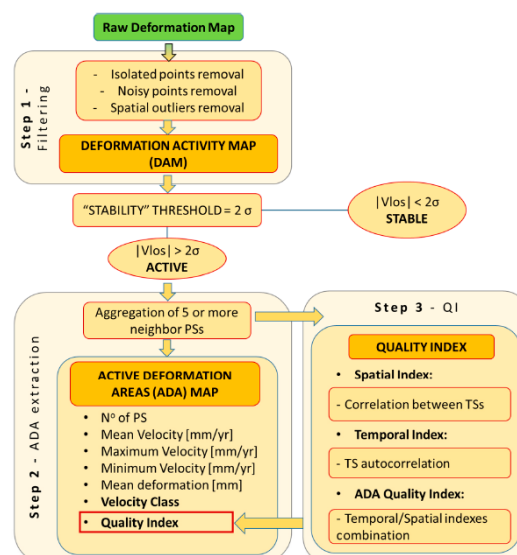 Raw Deformation Map
Step 1 -
Filtering
- Isolated points removal
- Noisy points removal
- Spatial outliers removal
DEFORMATION ACTIVITY MAP
(DAM)
“STABILITY” THRESHOLD = 2 σ
|Vlos| < 2σ
STABLE
|Vlos| > 2σ
ACTIVE
Step 2 - ADA extraction
Aggregation of 5 or more
neighbor PSs
ACTIVE DEFORMATION
AREAS (ADA) MAP
• Nº of PS
• Mean Velocity [mm/yr]
• Maximum Velocity [mm/yr]
• Minimum Velocity [mm/yr]
• Mean deformation [mm]
• Velocity Class
• Quality Index
Step 3 - QI
QUALITY INDEX
• Spatial Index:
- Correlation between TSs
• Temporal Index:
- TS autocorrelation
• ADA Quality Index:
- Temporal/Spatial indexes
combination